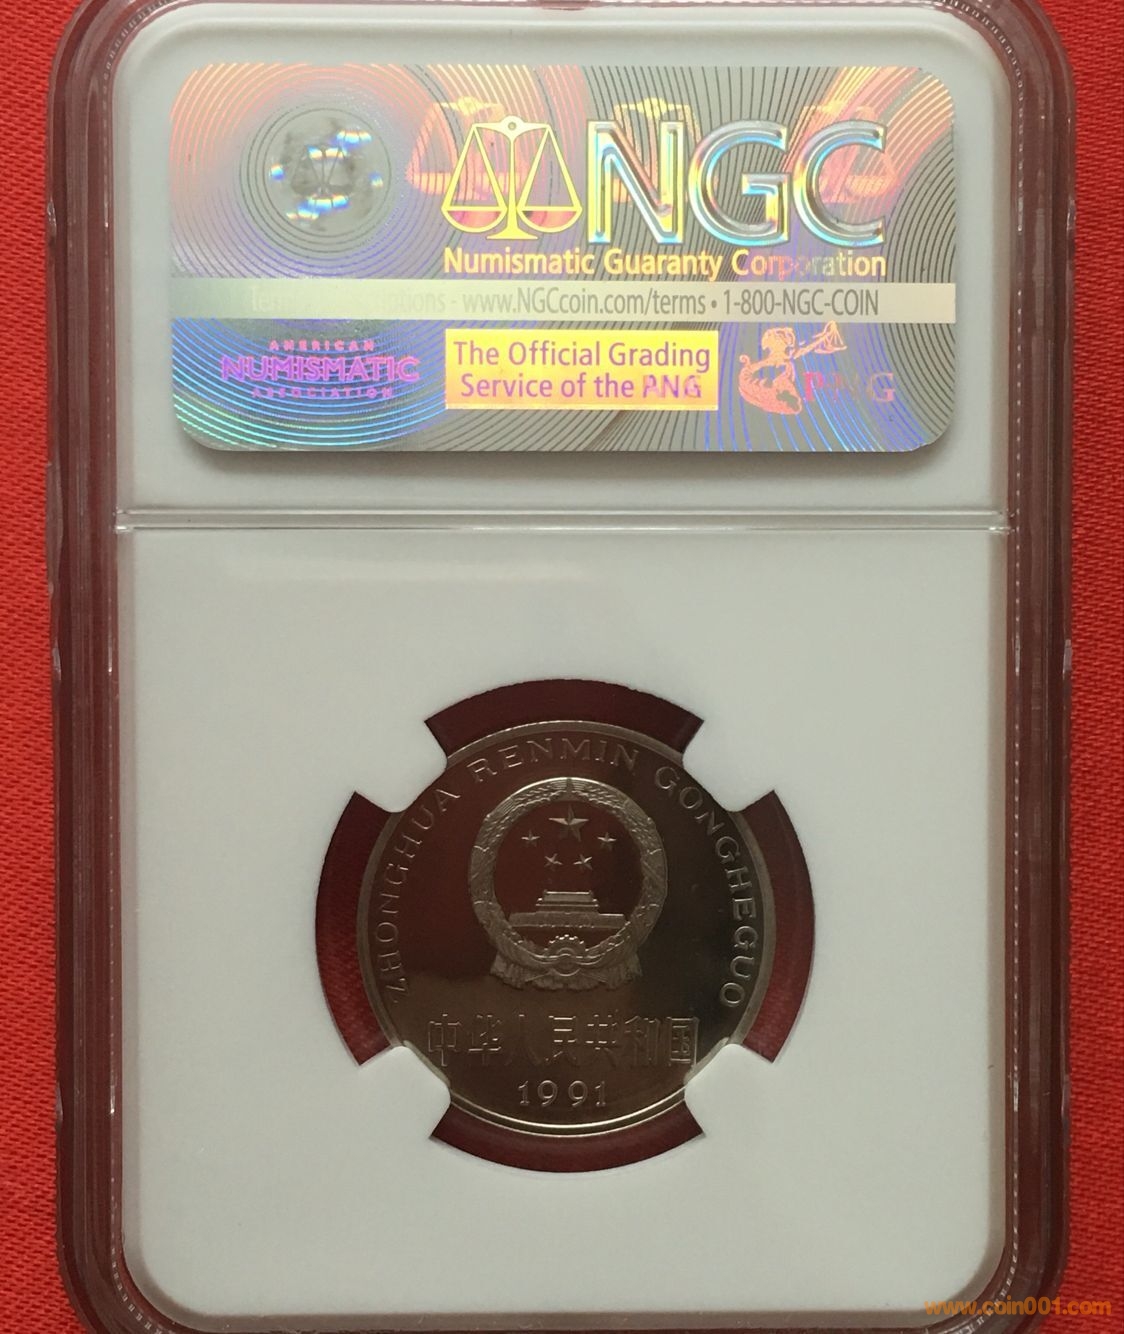 NGC
Numismatic Guaranty Corporation
www.NGCcoin.com/terms • 1-800-NGC-COIN
AMERICAN
NUMISMATIC
ASSOCIATION
The Official Grading
Service of the PNG
PNG
ZHONGHUA RENMIN GONGHEGUO
中华人民共和国
1991
www.coin001.com